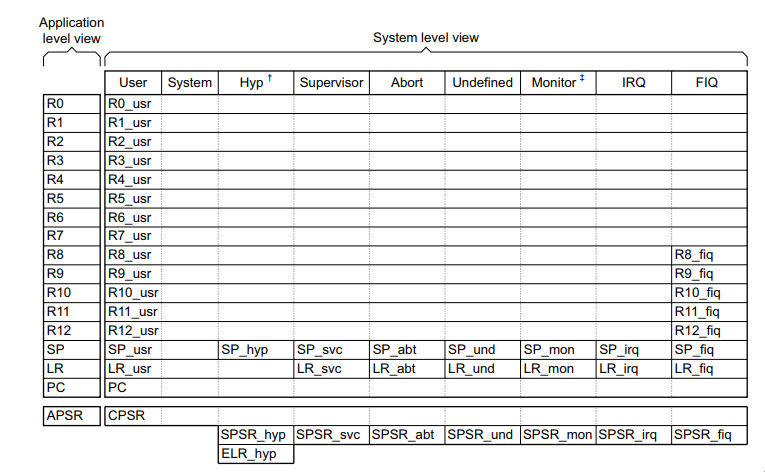 Application
level view
System level view
User System Hyp † Supervisor Abort Undefined Monitor ‡ IRQ FIQ
R0 R0_usr
R1 R1_usr
R2 R2_usr
R3 R3_usr
R4 R4_usr
R5 R5_usr
R6 R6_usr
R7 R7_usr
R8 R8_usr R8_fiq
R9 R9_usr R9_fiq
R10 R10_usr R10_fiq
R11 R11_usr R11_fiq
R12 R12_usr R12_fiq
SP SP_usr SP_hyp SP_svc SP_abt SP_und SP_mon SP_irq SP_fiq
LR LR_usr LR_svc LR_abt LR_und LR_mon LR_irq LR_fiq
PC PC
APSR CPSR
SPSR_hyp SPSR_svc SPSR_abt SPSR_und SPSR_mon SPSR_irq SPSR_fiq
ELR_hyp